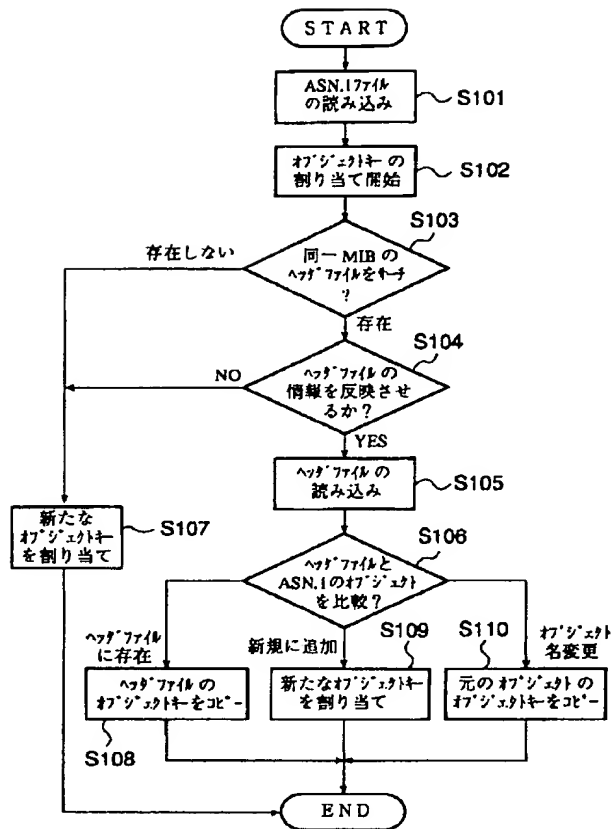 START
ASN.1ファイル
の読み込み
S101
オブジェクトキーの
割り当て開始
S102
S103
存在しない
同一 MIB の
ヘッダファイルをサーチ
?
存在
S104
NO
ヘッダファイルの
情報を反映させ
るか?
YES
ヘッダファイルの
読み込み
S105
新たな
オブジェクトキー
を割り当て
S107
S106
ヘッダファイルと
ASN.1のオブジェクト
を比較?
ヘッダファイル
に存在
新規に追加
S109
S110
オブジェクト
名変更
ヘッダファイルの
オブジェクトキーをコピー
新たなオブジェクトキー
を割り当て
元のオブジェクトの
オブジェクトキーをコピー
S108
END